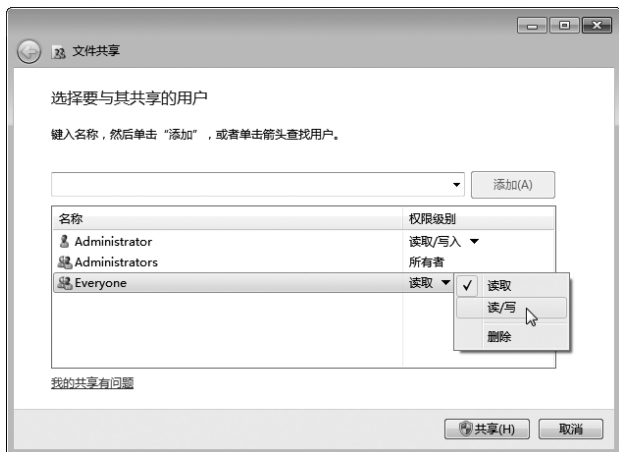 文件共享
选择要与其共享的用户
键入名称，然后单击“添加”，或者单击箭头查找用户。
添加(A)
名称 权限级别
Administrator 读取/写入
Administrators 所有者
Everyone 读取
读取
读/写
删除
我的共享有问题
共享(H) 取消